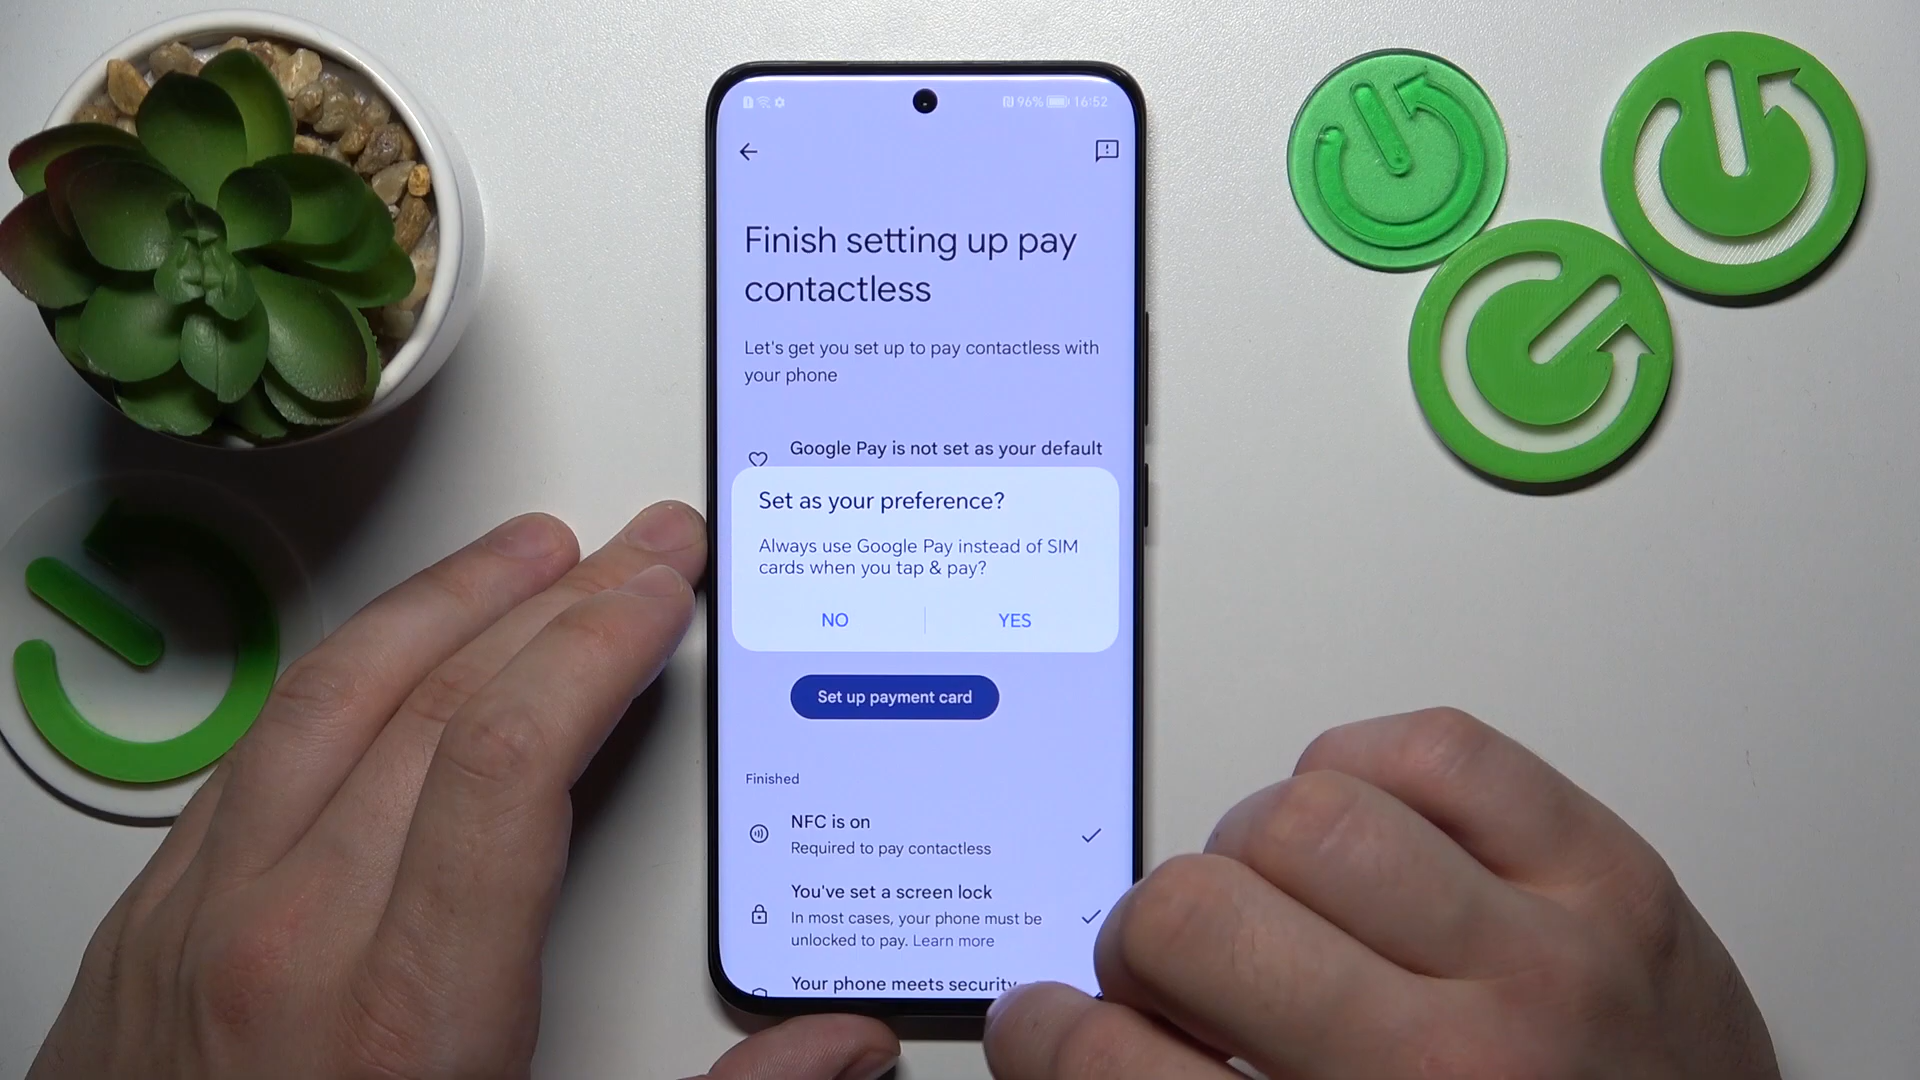 96% 16:52
Finish setting up pay
contactless
Let's get you set up to pay contactless with
your phone
Google Pay is not set as your default
Set as your preference?
Always use Google Pay instead of SIM
cards when you tap & pay?
NO YES
Set up payment card
Finished
NFC is on
Required to pay contactless
You've set a screen lock
In most cases, your phone must be
unlocked to pay. Learn more
Your phone meets security